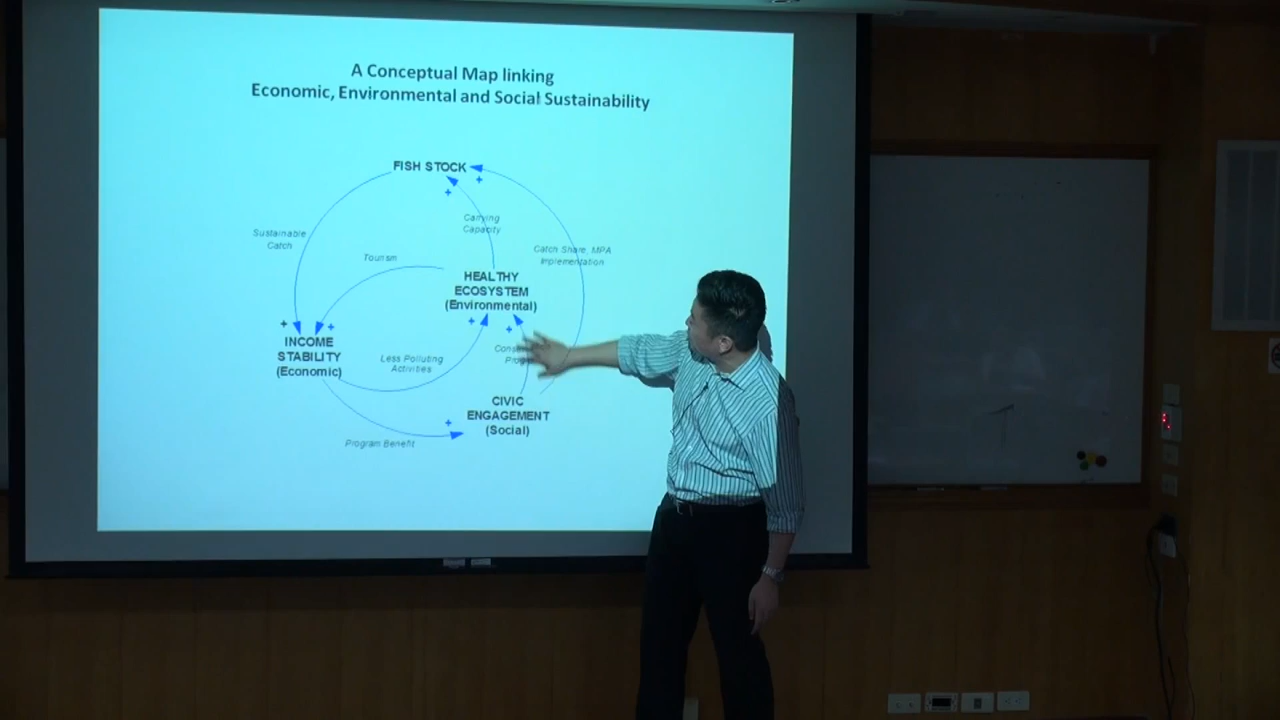 A Conceptual Map linking
Economic, Environmental and Social Sustainability
FISH STOCK
+
+
Carrying
Capacity
Sustainable
Catch
Catch Share, MPA
Implementation
Tourism
HEALTHY
ECOSYSTEM
(Environmental)
+
+
+
+
INCOME
STABILITY
(Economic)
Less Polluting
Activities
CIVIC
ENGAGEMENT
(Social)
+
Program Benefit